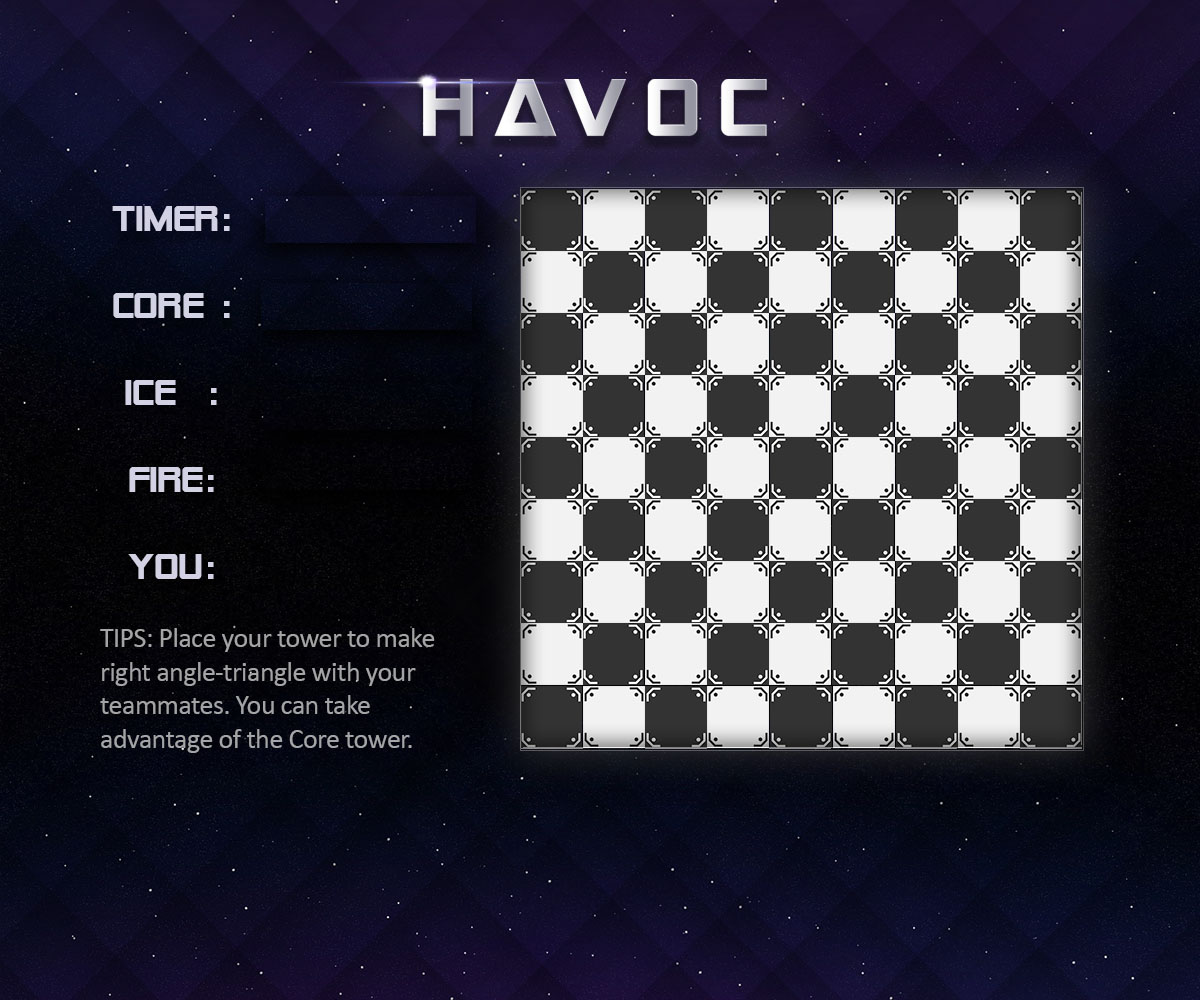 HAVOC
TIMER:
CORE :
ICE :
FIRE:
YOU:
TIPS: Place your tower to make
right angle-triangle with your
teammates. You can take
advantage of the Core tower.